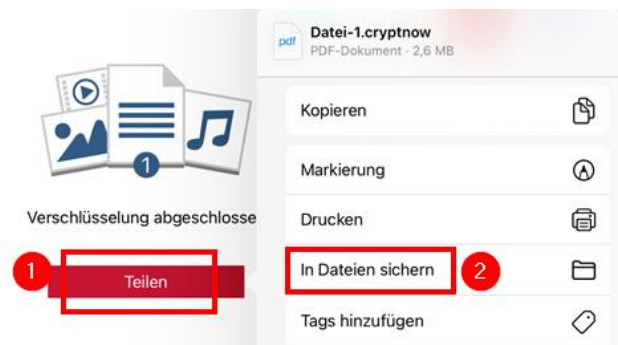 pdf
Datei-1.cryptnow
PDF-Dokument - 2,6 MB
Kopieren
1
Markierung
Verschlüsselung abgeschlosse
Drucken
1
Teilen
In Dateien sichern
2
Tags hinzufügen